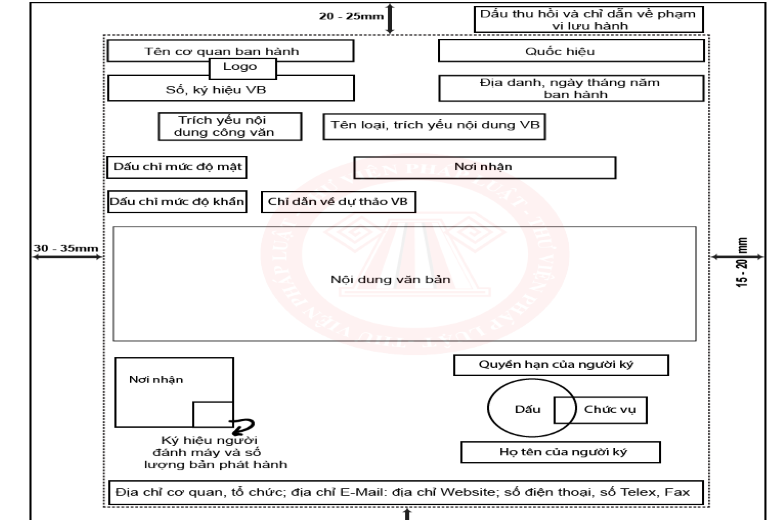 20 - 25mm
Dấu thu hồi và chỉ dẫn về phạm
vi lưu hành
Tên cơ quan ban hành
Quốc hiệu
Logo
Số, ký hiệu VB
Địa danh, ngày tháng năm
ban hành
Trích yếu nội
dung công văn
Tên loại, trích yếu nội dung VB
Dấu chỉ mức độ mật
Nơi nhận
Dấu chỉ mức độ khẩn
Chỉ dẫn về dự thảo VB
30 - 35mm
15 - 20 mm
Nội dung văn bản
Nơi nhận
Quyền hạn của người ký
Dấu
Chức vụ
Ký hiệu người
đánh máy và số
lượng bản phát hành
Họ tên của người ký
Địa chỉ cơ quan, tổ chức; địa chỉ E-Mail: địa chỉ Website; số điện thoại, số Telex, Fax